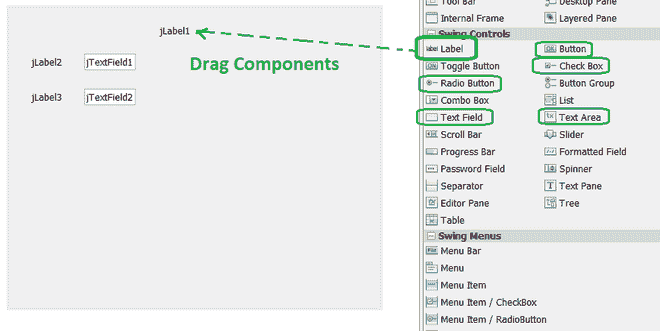 jLabel1
Drag Components
jLabel2 jTextField1
jLabel3 jTextField2
Tool Bar Desktop Pane
Internal Frame Layered Pane
Swing Controls
Label Button
Toggle Button Check Box
Radio Button Button Group
Combo Box List
Text Field Text Area
Scroll Bar Slider
Progress Bar Formatted Field
Password Field Spinner
Separator Text Pane
Editor Pane Tree
Table
Swing Menus
Menu Bar
Menu
Menu Item
Menu Item / CheckBox
Menu Item / RadioButton